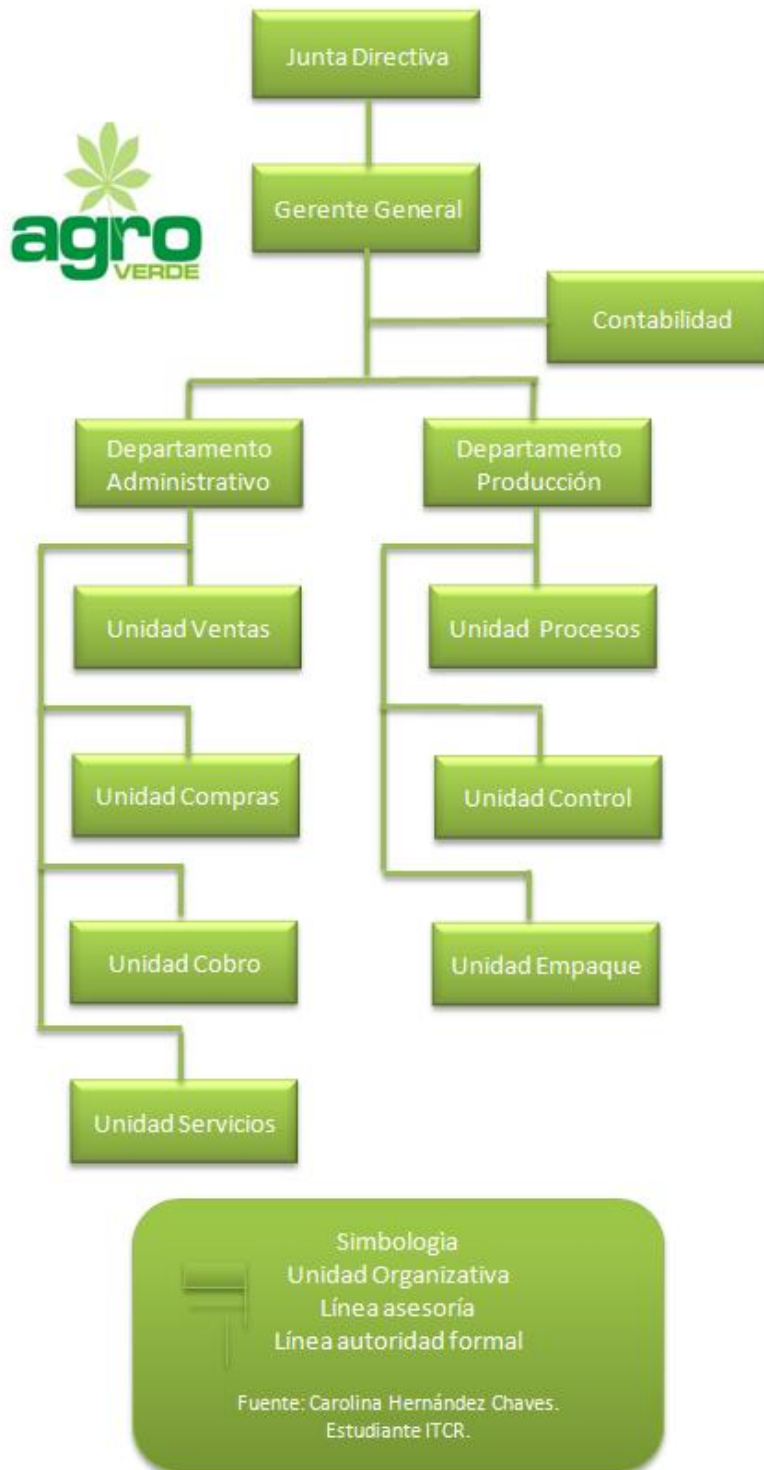 Junta Directiva
agro
VERDE
Gerente General
Contabilidad
Departamento
Administrativo
Departamento
Producción
Unidad Ventas
Unidad Procesos
Unidad Compras
Unidad Control
Unidad Cobro
Unidad Empaque
Unidad Servicios
Simbologìa
Unidad Organizativa
Línea asesoría
Línea autoridad formal
Fuente: Carolina Hernández Chaves.
Estudiante ITCR.